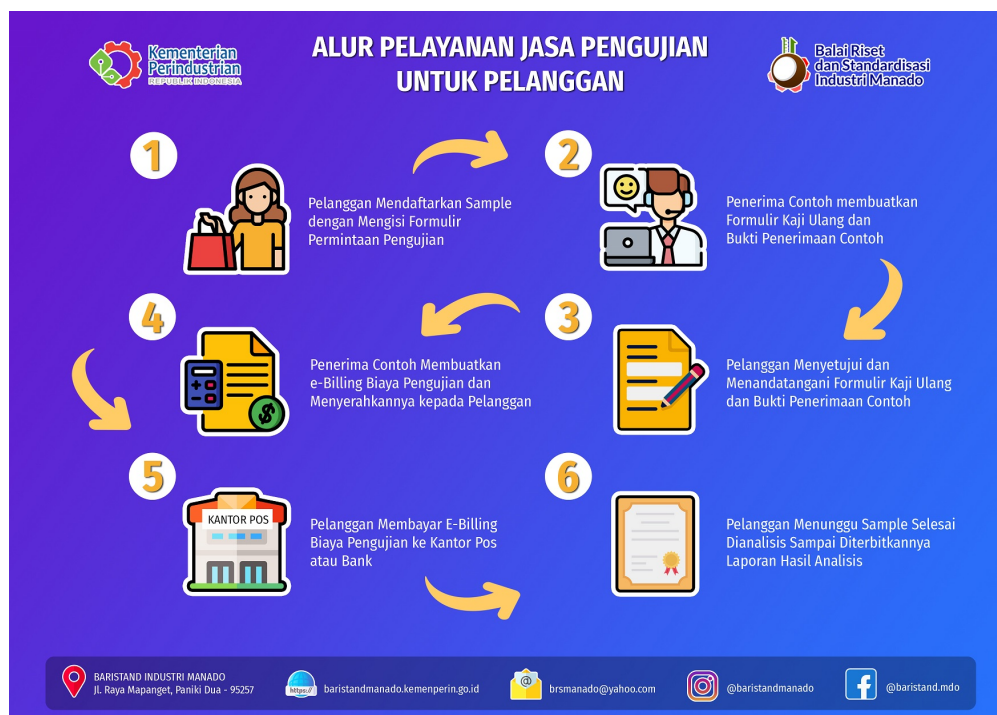 Kementerian
Perindustrian
REPUBLIK INDONESIA
ALUR PELAYANAN JASA PENGUJIAN
UNTUK PELANGGAN
Balai Riset
dan Standardisasi
Industri Manado
1
Pelanggan Mendaftarkan Sample
dengan Mengisi Formulir
Permintaan Pengujian
2
Penerima Contoh membuatkan
Formulir Kaji Ulang dan
Bukti Penerimaan Contoh
3
Pelanggan Menyetujui dan
Menandatangani Formulir Kaji Ulang
dan Bukti Penerimaan Contoh
4
$
Penerima Contoh Membuatkan
e-Billing Biaya Pengujian dan
Menyerahkannya kepada Pelanggan
5
KANTOR POS
Pelanggan Membayar E-Billing
Biaya Pengujian ke Kantor Pos
atau Bank
6
Pelanggan Menunggu Sample Selesai
Dianalisis Sampai Diterbitkannya
Laporan Hasil Analisis
BARISTAND INDUSTRI MANADO
Jl. Raya Mapanget, Paniki Dua - 95257
https://
baristandmanado.kemenperin.go.id
@
brsmanado@yahoo.com
@baristandmanado
f
@baristand.mdo